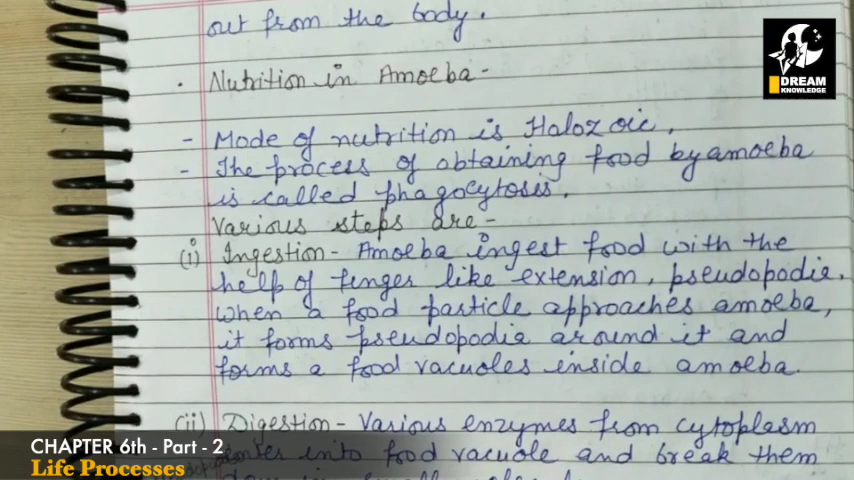 out from the body.
DREAM
KNOWLEDGE
· Nutrition in Amoeba -
- Mode of nutrition is Halozoic.
- The process of obtaining food by amoeba
is called phagocytosis.
Various steps are -
(i) Ingestion - Amoeba ingest food with the
help of finger like extension, pseudopodia.
when a food particle approaches amoeba,
it forms pseudopodia around it and
forms a food vacuoles inside amoeba.
(ii) Digestion - Various enzymes from cytoplasm
CHAPTER 6th - Part - 2
into food vacuole and break them
Life Processes